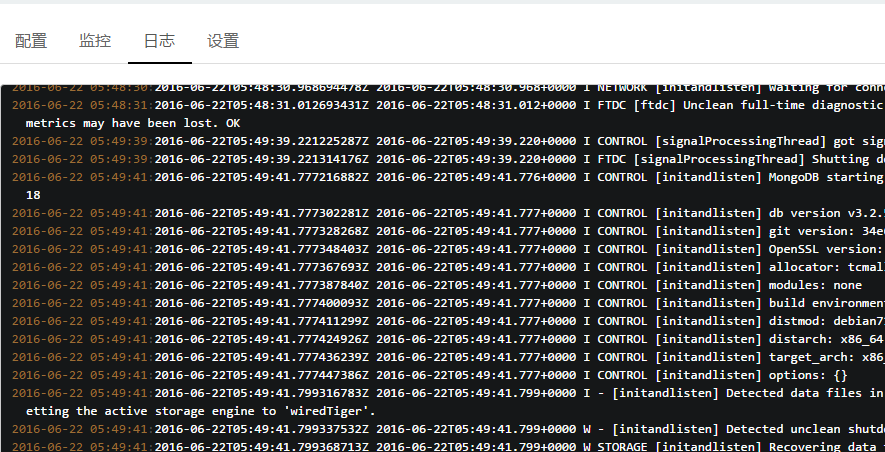 配置 监控 日志 设置
2016-06-22 05:48:30: 2016-06-22T05:48:30.968694478Z 2016-06-22T05:48:30.968+0000 I NETWORK [initandlisten] waiting for conn
2016-06-22 05:48:31: 2016-06-22T05:48:31.012693431Z 2016-06-22T05:48:31.012+0000 I FTDC [ftdc] Unclean full-time diagnostic
metrics may have been lost. OK
2016-06-22 05:49:39: 2016-06-22T05:49:39.221225287Z 2016-06-22T05:49:39.220+0000 I CONTROL [signalProcessingThread] got sig
2016-06-22 05:49:39: 2016-06-22T05:49:39.221314176Z 2016-06-22T05:49:39.220+0000 I FTDC [signalProcessingThread] Shutting d
2016-06-22 05:49:41: 2016-06-22T05:49:41.777216882Z 2016-06-22T05:49:41.776+0000 I CONTROL [initandlisten] MongoDB starting
18
2016-06-22 05:49:41: 2016-06-22T05:49:41.777302281Z 2016-06-22T05:49:41.777+0000 I CONTROL [initandlisten] db version v3.2.
2016-06-22 05:49:41: 2016-06-22T05:49:41.777328268Z 2016-06-22T05:49:41.777+0000 I CONTROL [initandlisten] git version: 34e
2016-06-22 05:49:41: 2016-06-22T05:49:41.777348403Z 2016-06-22T05:49:41.777+0000 I CONTROL [initandlisten] OpenSSL version:
2016-06-22 05:49:41: 2016-06-22T05:49:41.777367693Z 2016-06-22T05:49:41.777+0000 I CONTROL [initandlisten] allocator: tcmal
2016-06-22 05:49:41: 2016-06-22T05:49:41.777387840Z 2016-06-22T05:49:41.777+0000 I CONTROL [initandlisten] modules: none
2016-06-22 05:49:41: 2016-06-22T05:49:41.777400093Z 2016-06-22T05:49:41.777+0000 I CONTROL [initandlisten] build environment
2016-06-22 05:49:41: 2016-06-22T05:49:41.777411299Z 2016-06-22T05:49:41.777+0000 I CONTROL [initandlisten] distmod: debian7
2016-06-22 05:49:41: 2016-06-22T05:49:41.777424926Z 2016-06-22T05:49:41.777+0000 I CONTROL [initandlisten] distarch: x86_64
2016-06-22 05:49:41: 2016-06-22T05:49:41.777436239Z 2016-06-22T05:49:41.777+0000 I CONTROL [initandlisten] target_arch: x86_
2016-06-22 05:49:41: 2016-06-22T05:49:41.777447386Z 2016-06-22T05:49:41.777+0000 I CONTROL [initandlisten] options: {}
2016-06-22 05:49:41: 2016-06-22T05:49:41.799316783Z 2016-06-22T05:49:41.799+0000 I - [initandlisten] Detected data files in
etting the active storage engine to 'wiredTiger'.
2016-06-22 05:49:41: 2016-06-22T05:49:41.799337532Z 2016-06-22T05:49:41.799+0000 W - [initandlisten] Detected unclean shutd
2016-06-22 05:49:41: 2016-06-22T05:49:41.799368713Z 2016-06-22T05:49:41.799+0000 W STORAGE [initandlisten] Recovering data